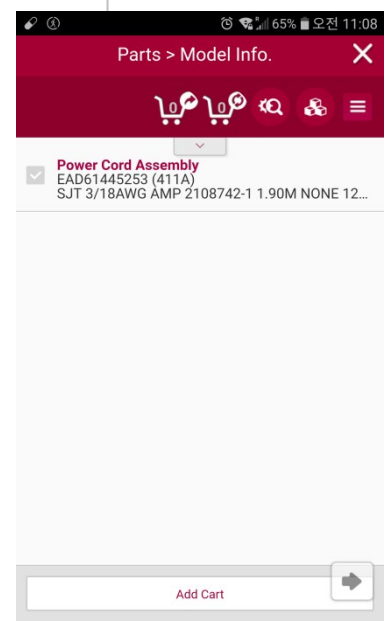 65% 오전 11:08
Parts > Model Info.
0 0
Power Cord Assembly
EAD61445253 (411A)
SJT 3/18AWG AMP 2108742-1 1.90M NONE 12...
Add Cart